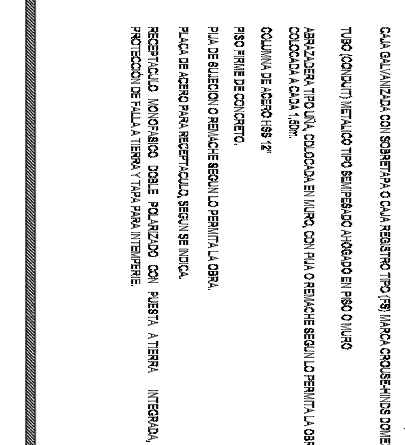 CAJA GALVANIZADA CON SOBRETAPA O CAJA REGISTRO TIPO (FS) MARCA CROUSE-HINDS
TUBO (CONDUIT) METALICO TIPO SEMIPESADO AHOGADO EN PISO O MURO
ABRAZADERA TIPO UÑA, COLOCADA EN MURO, CON PIJA O REMACHE SEGUN LO PERMITA LA
COLOCADA A CADA 1.50m.
COLUMNA DE ACERO HSS 12"
PISO FIRME DE CONCRETO.
PIJA DE SUJECION O REMACHE SEGUN LO PERMITA LA OBRA.
PLACA DE ACERO PARA RECEPTACULO, SEGUN SE INDICA.
RECEPTACULO MONOFASICO DOBLE POLARIZADO CON PUESTA A TIERRA INTEGRADA,
PROTECCION DE FALLA A TIERRA Y TAPA PARA INTEMPERIE.